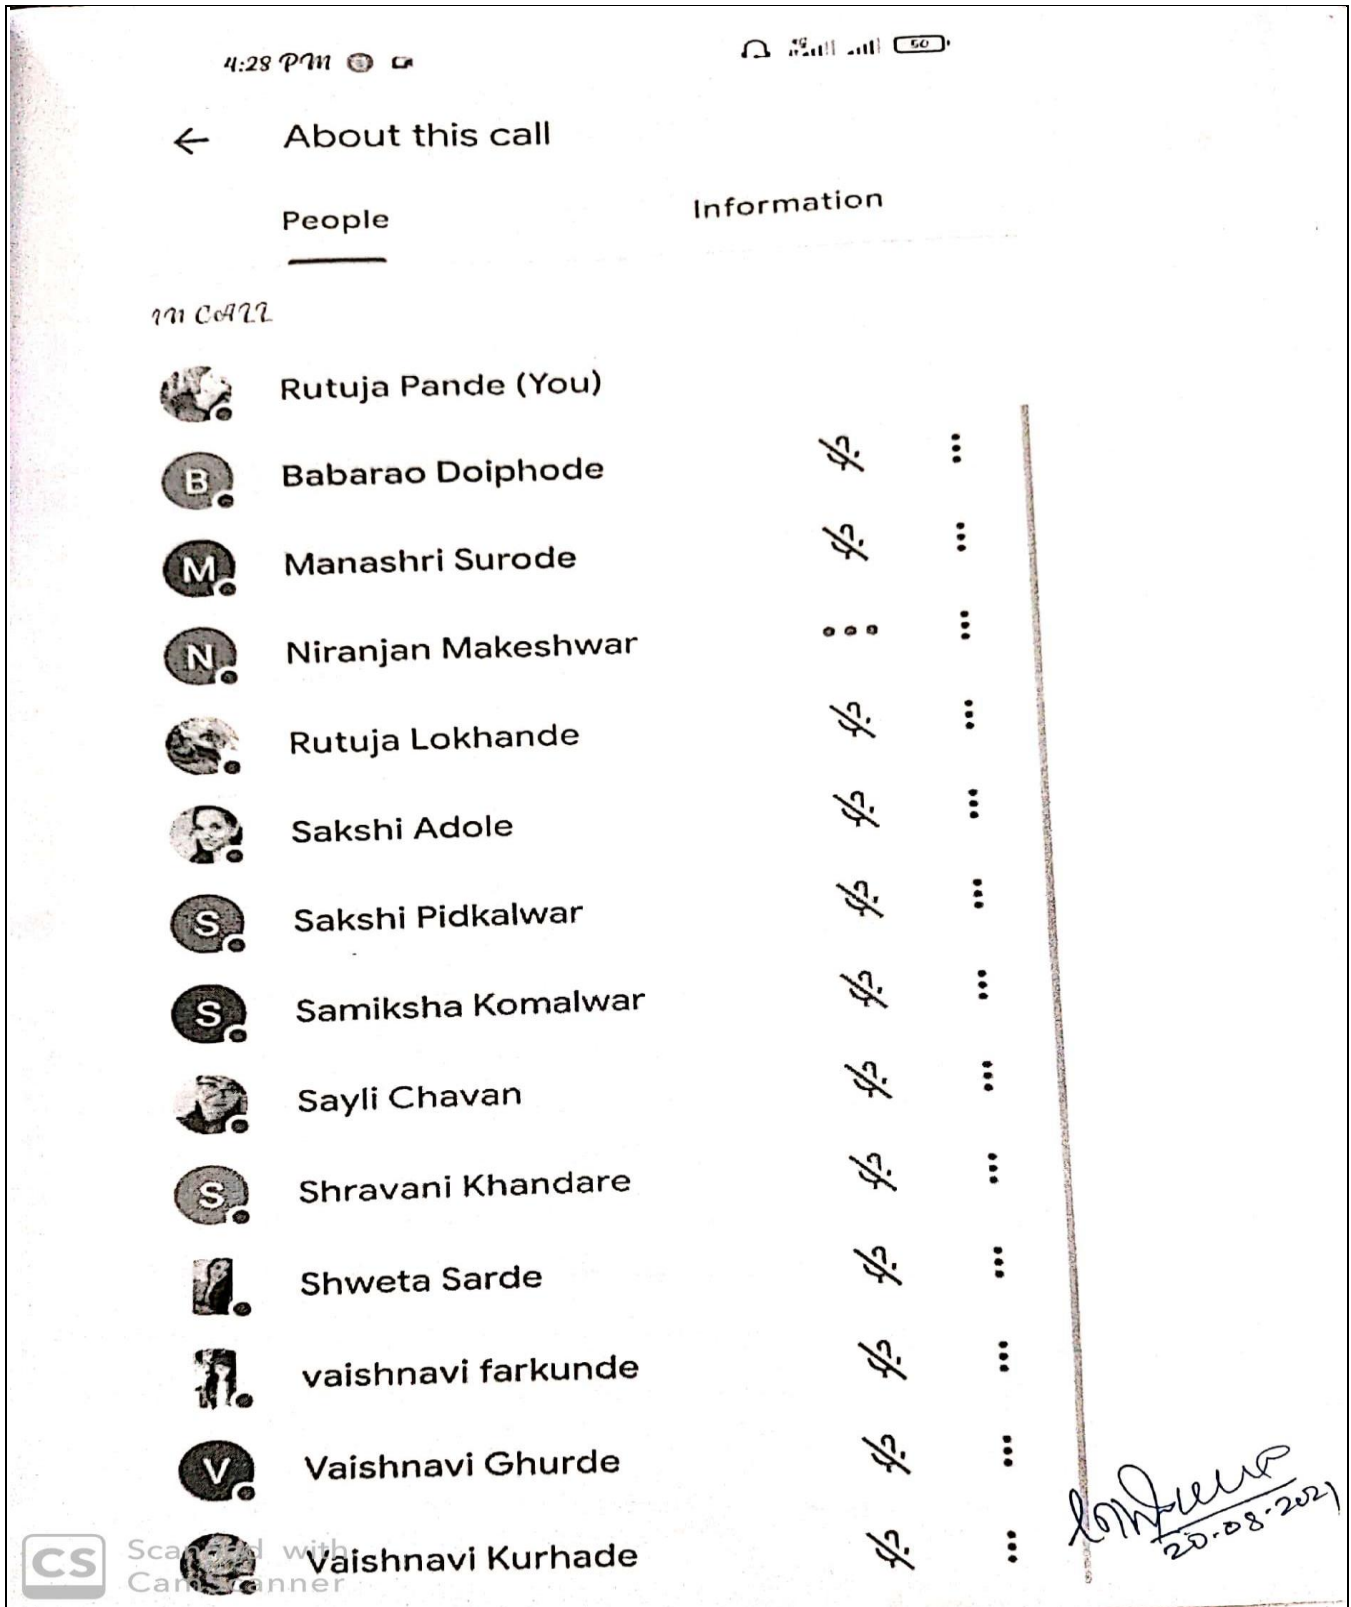 4:28 PM 4G 50
About this call
People Information
IN CALL
Rutuja Pande (You)
B Babarao Doiphode
M Manashri Surode
N Niranjan Makeshwar
Rutuja Lokhande
Sakshi Adole
S Sakshi Pidkalwar
S Samiksha Komalwar
Sayli Chavan
S Shravani Khandare
Shweta Sarde
vaishnavi farkunde
V Vaishnavi Ghurde
Vaishnavi Kurhade
20.08.2021
CS Scanned with
CamScanner